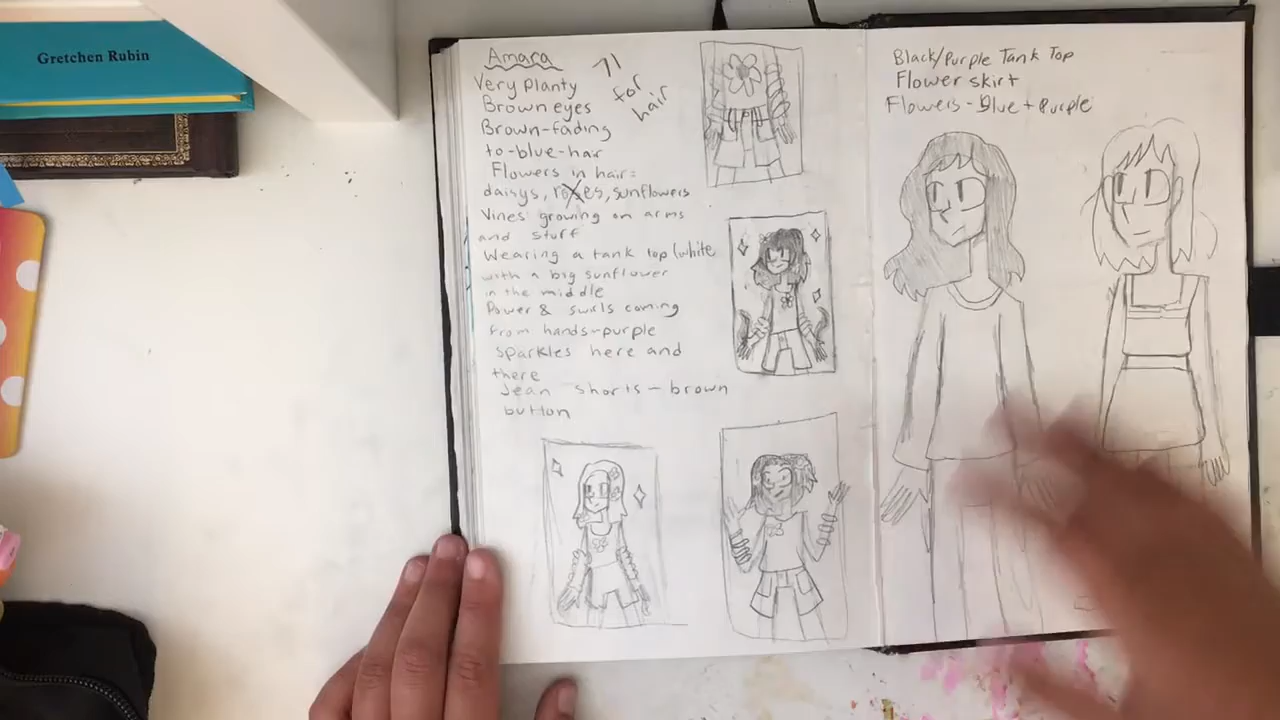 Gretchen Rubin
Amara
for
hair
Very planty
Brown eyes
Brown-fading
to-blue-hair
Flowers in hair=
daisys, roses, sunflowers
Vines growing on arms
and stuff
Wearing a tank top (white
with a big sunflower
in the middle
Power & swirls coming
from hands-purple
sparkles here and
there
Jean shorts - brown
button
Black/Purple Tank Top
Flower skirt
Flowers - Blue + Purple